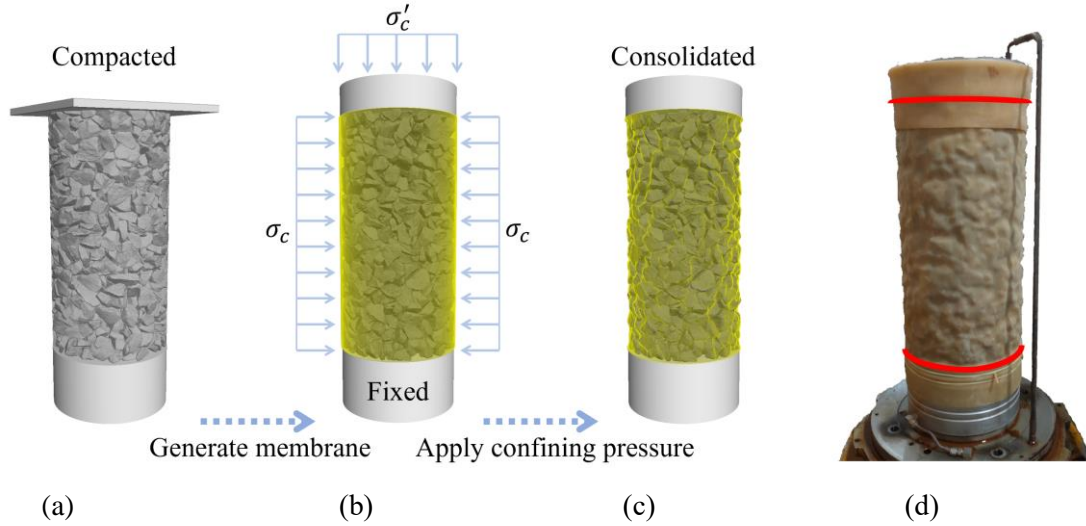 Compacted
σ′c
Consolidated
σc
σc
Fixed
Generate membrane
Apply confining pressure
(a)
(b)
(c)
(d)